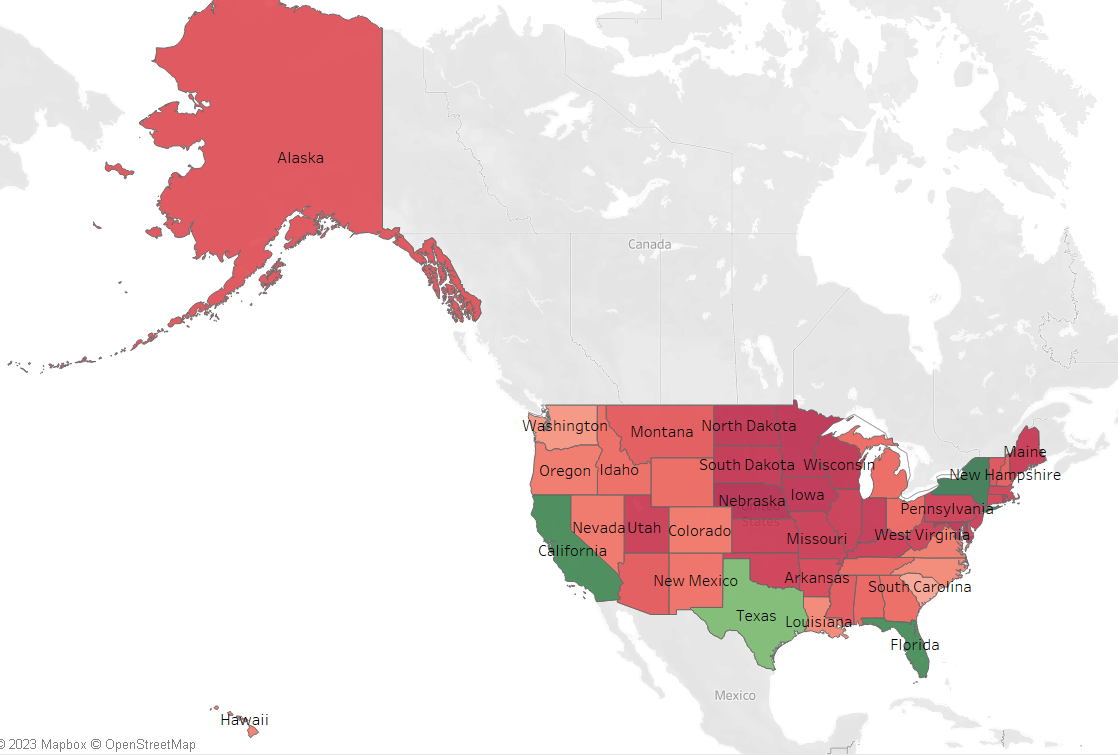 Alaska
Canada
Washington
Montana
North Dakota
Maine
Oregon
Idaho
South Dakota
Wisconsin
New Hampshire
Nebraska
Iowa
Pennsylvania
States
Nevada
Utah
Colorado
Missouri
West Virginia
California
New Mexico
Arkansas
South Carolina
Texas
Louisiana
Florida
Mexico
Hawaii
© 2023 Mapbox © OpenStreetMap